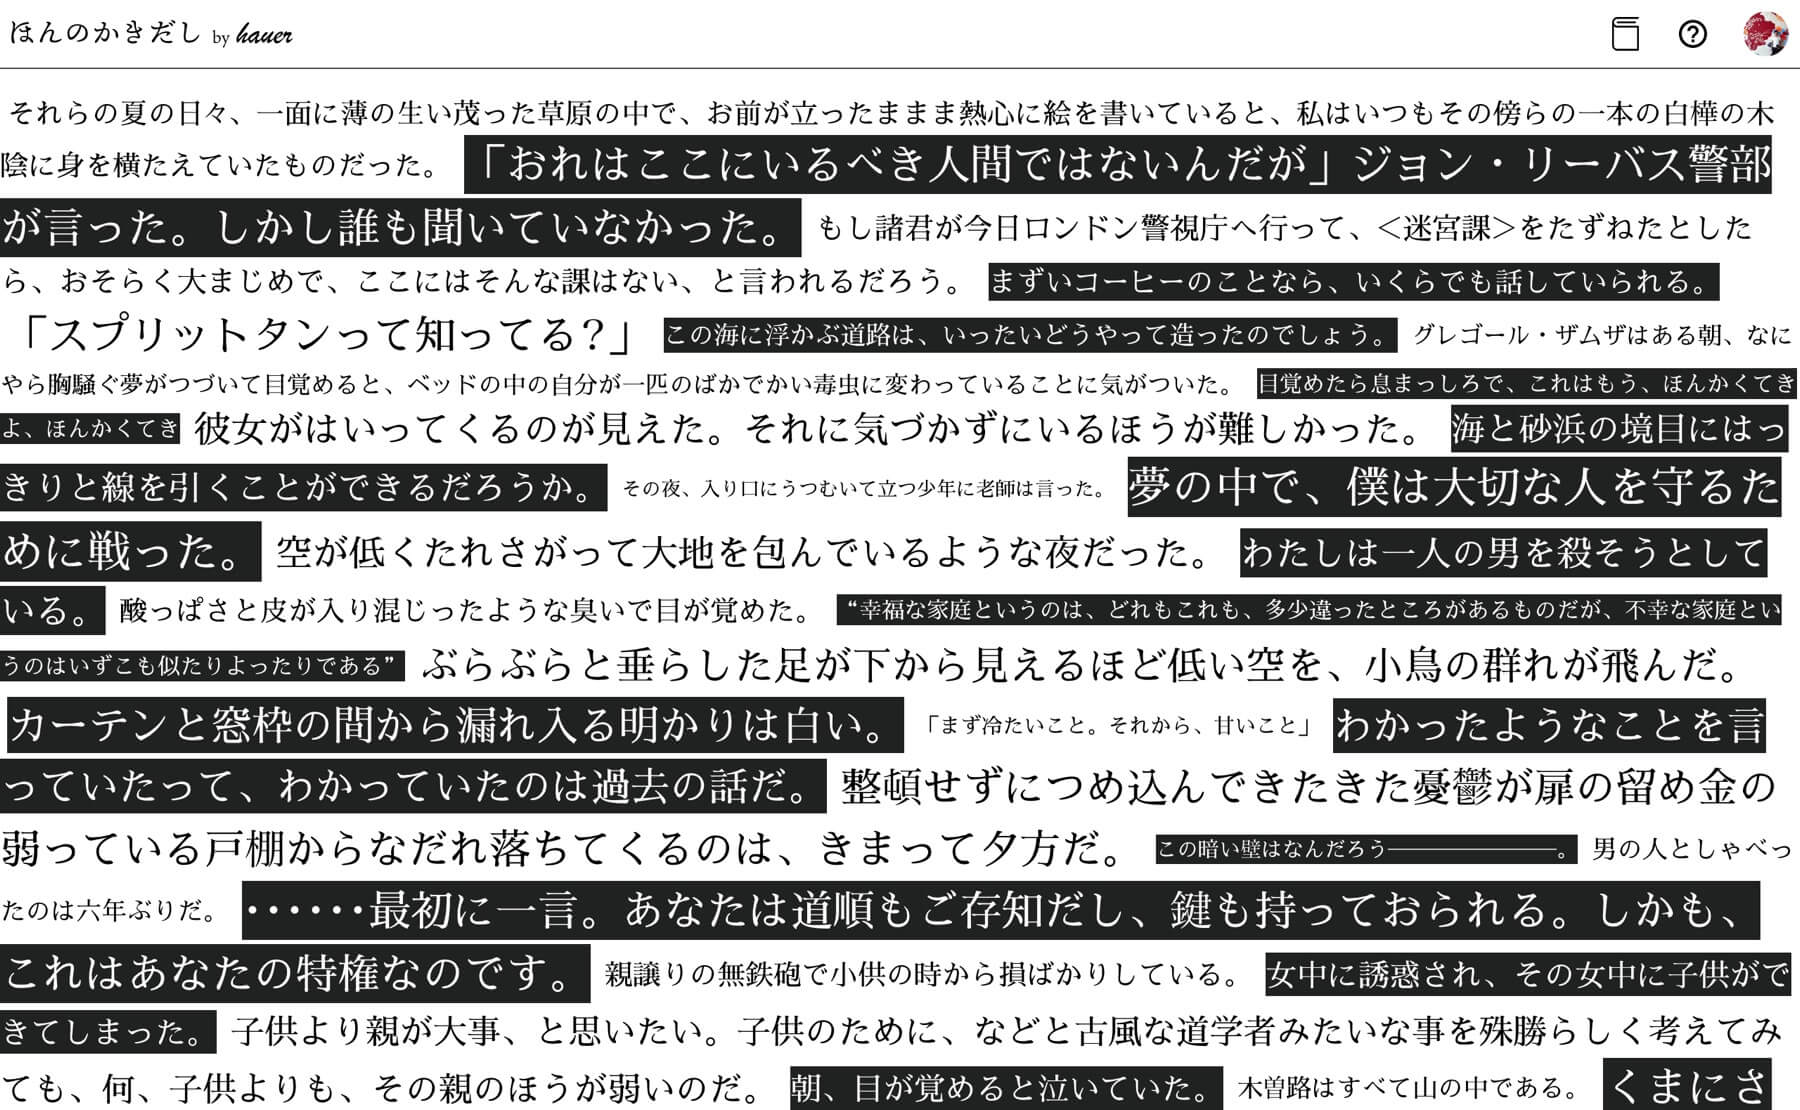 ほんのかきだし by hauer
それらの夏の日々、一面に薄の生い茂った草原の中で、お前が立ったままま熱心に絵を書いていると、私はいつもその傍らの一本の白樺の木
陰に身を横たえていたものだった。 「おれはここにいるべき人間ではないんだが」ジョン・リーバス警部
が言った。しかし誰も聞いていなかった。 もし諸君が今日ロンドン警視庁へ行って、＜迷宮課＞をたずねたとした
ら、おそらく大まじめで、ここにはそんな課はない、と言われるだろう。 まずいコーヒーのことなら、いくらでも話していられる。
「スプリットタンって知ってる？」 この海に浮かぶ道路は、いったいどうやって造ったのでしょう。 グレゴール・ザムザはある朝、なに
やら胸騒ぐ夢がつづいて目覚めると、ベッドの中の自分が一匹のばかでかい毒虫に変わっていることに気がついた。 目覚めたら息まっしろで、これはもう、ほんかくてき
よ、ほんかくてき 彼女がはいってくるのが見えた。それに気づかずにいるほうが難しかった。 海と砂浜の境目にはっ
きりと線を引くことができるだろうか。 その夜、入り口にうつむいて立つ少年に老師は言った。 夢の中で、僕は大切な人を守るた
めに戦った。 空が低くたれさがって大地を包んでいるような夜だった。 わたしは一人の男を殺そうとして
いる。 酸っぱさと皮が入り混じったような臭いで目が覚めた。 “幸福な家庭というのは、どれもこれも、多少違ったところがあるものだが、不幸な家庭とい
うのはいずこも似たりよったりである” ぶらぶらと垂らした足が下から見えるほど低い空を、小鳥の群れが飛んだ。
カーテンと窓枠の間から漏れ入る明かりは白い。 「まず冷たいこと。それから、甘いこと」 わかったようなことを言
っていたって、わかっていたのは過去の話だ。 整頓せずにつめ込んできたきた憂鬱が扉の留め金の
弱っている戸棚からなだれ落ちてくるのは、きまって夕方だ。 この暗い壁はなんだろう――――――――。 男の人としゃべっ
たのは六年ぶりだ。 ・・・・・・最初に一言。あなたは道順もご存知だし、鍵も持っておられる。しかも、
これはあなたの特権なのです。 親譲りの無鉄砲で小供の時から損ばかりしている。 女中に誘惑され、その女中に子供がで
きてしまった。 子供より親が大事、と思いたい。子供のために、などと古風な道学者みたいな事を殊勝らしく考えてみ
ても、何、子供よりも、その親のほうが弱いのだ。 朝、目が覚めると泣いていた。 木曽路はすべて山の中である。 くまにさ